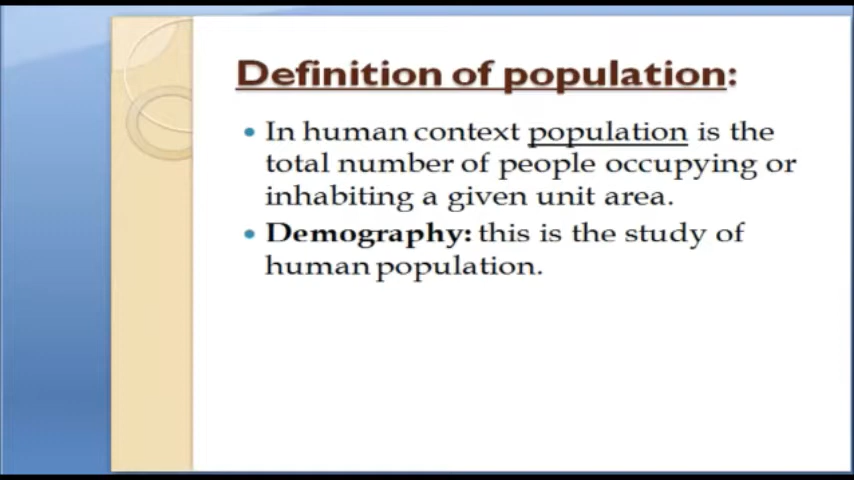 Definition of population:
• In human context population is the
total number of people occupying or
inhabiting a given unit area.
• Demography: this is the study of
human population.